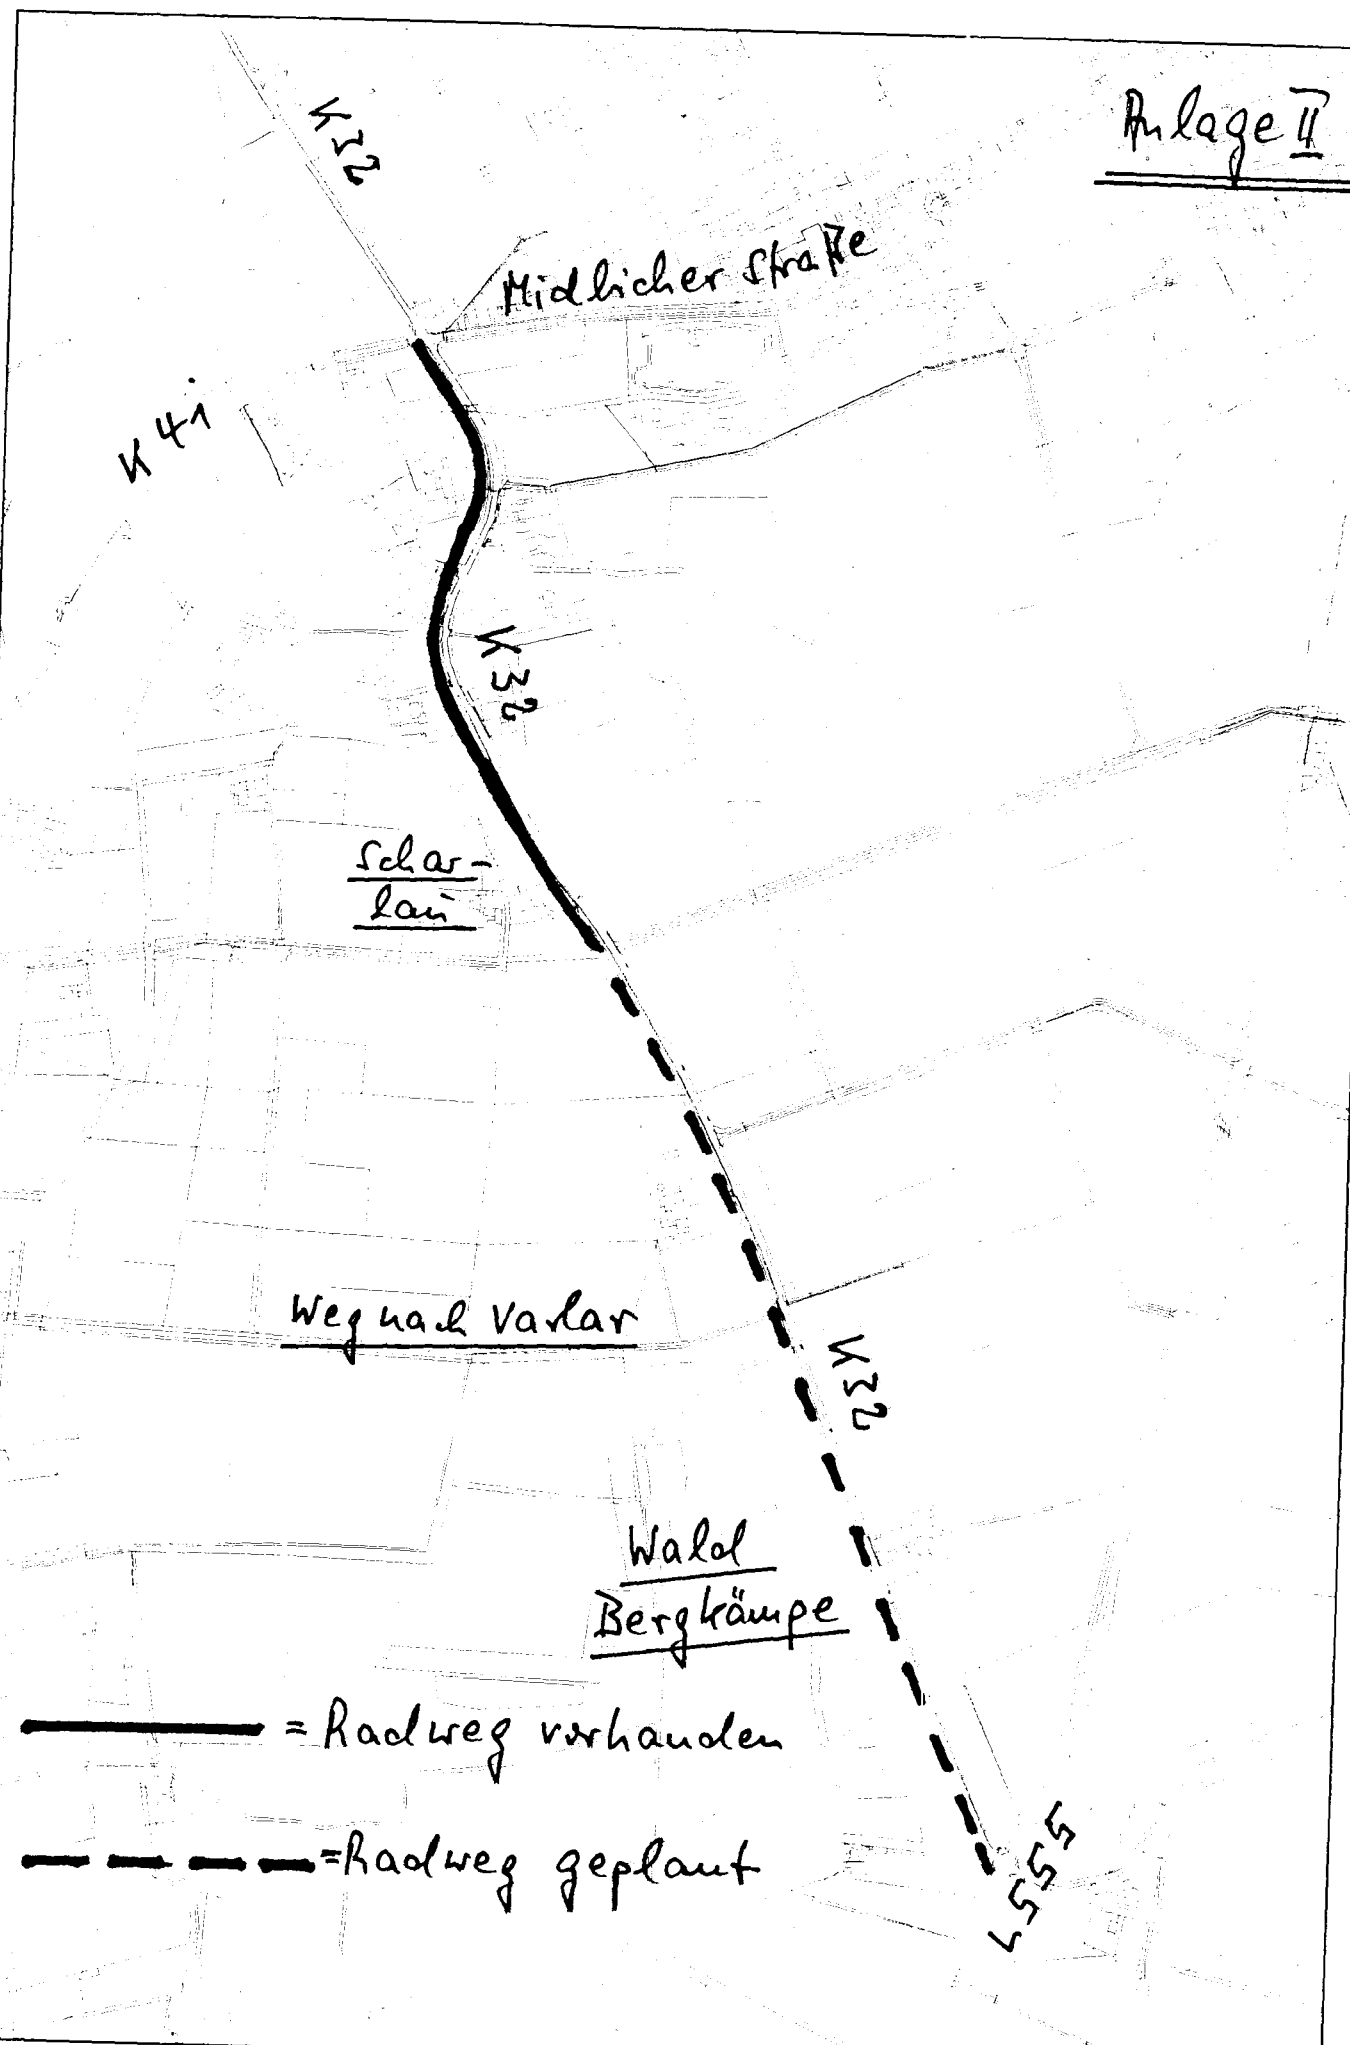 Anlage II
K32
Midlicher Straße
K41
K32
Schar-
lau
Weg nach Varlar
K32
Wald
Bergkämpe
= Radweg vorhanden
= Radweg geplant
L555